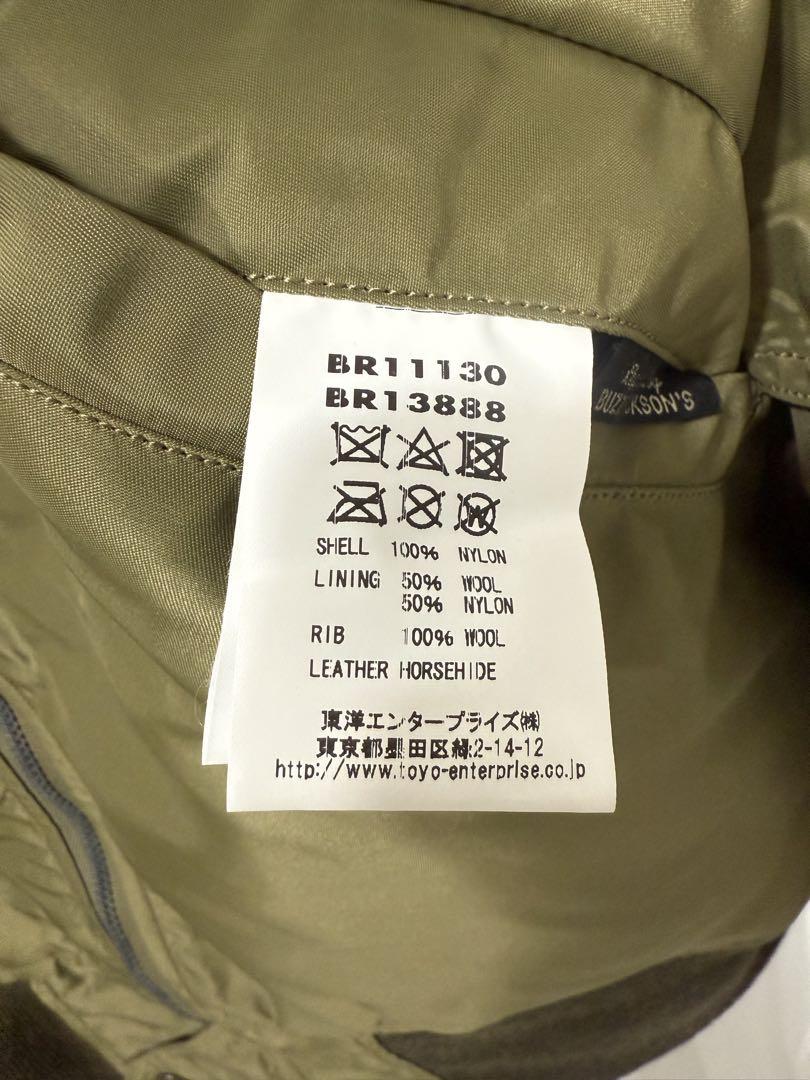 BR11130
BR13888
W
SHELL 100% NYLON
LINING 50% WOOL
50% NYLON
RIB 100% WOOL
LEATHER HORSEHIDE
東洋エンタープライズ㈱
東京都墨田区緑2-14-12
http://www.toyo-enterprise.co.jp